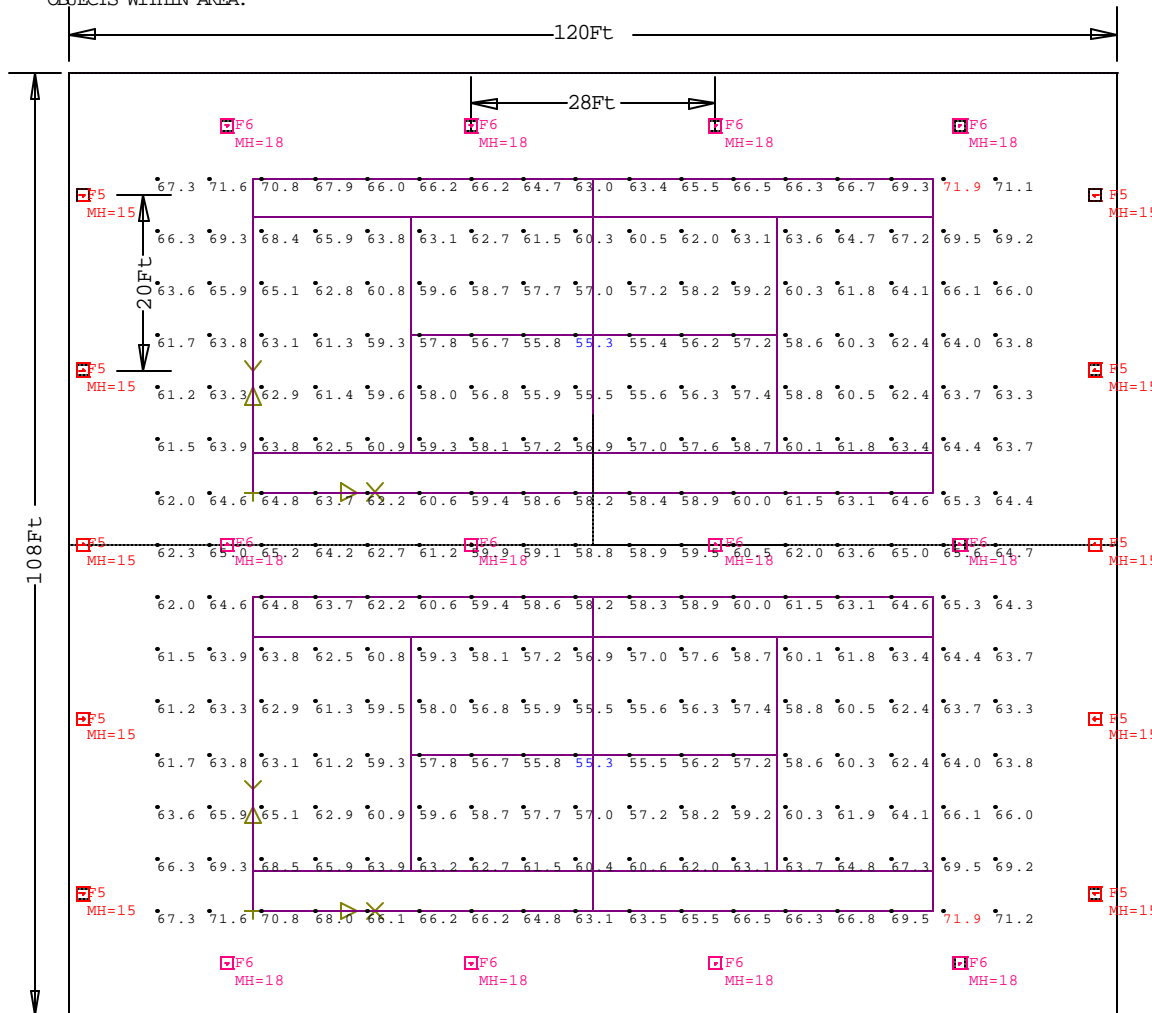 OBJECTS WITHIN AREA.
120Ft
28Ft
F6 F6 F6 F6
MH=18 MH=18 MH=18 MH=18
67.3 71.6 70.8 67.9 66.0 66.2 66.2 64.7 63.0 63.4 65.5 66.5 66.3 66.7 69.3 71.9 71.1
F5 F5
MH=15 MH=15
66.3 69.3 68.4 65.9 63.8 63.1 62.7 61.5 60.3 60.5 62.0 63.1 63.6 64.7 67.2 69.5 69.2
20Ft
63.6 65.9 65.1 62.8 60.8 59.6 58.7 57.7 57.0 57.2 58.2 59.2 60.3 61.8 64.1 66.1 66.0
61.7 63.8 63.1 61.3 59.3 57.8 56.7 55.8 55.3 55.4 56.2 57.2 58.6 60.3 62.4 64.0 63.8
F5 F5
MH=15 MH=15
61.2 63.3 62.9 61.4 59.6 58.0 56.8 55.9 55.5 55.6 56.3 57.4 58.8 60.5 62.4 63.7 63.3
61.5 63.9 63.8 62.5 60.9 59.3 58.1 57.2 56.9 57.0 57.6 58.7 60.1 61.8 63.4 64.4 63.7
62.0 64.6 64.8 63.7 62.2 60.6 59.4 58.6 58.2 58.4 58.9 60.0 61.5 63.1 64.6 65.3 64.4
108Ft
F5 F6 F6 F6 F6 F5
62.3 65.0 65.2 64.2 62.7 61.2 59.9 59.1 58.8 58.9 59.5 60.5 62.0 63.6 65.0 65.6 64.7
MH=15 MH=18 MH=18 MH=18 MH=18 MH=15
62.0 64.6 64.8 63.7 62.2 60.6 59.4 58.6 58.2 58.3 58.9 60.0 61.5 63.1 64.6 65.3 64.3
61.5 63.9 63.8 62.5 60.8 59.3 58.1 57.2 56.9 57.0 57.6 58.7 60.1 61.8 63.4 64.4 63.7
61.2 63.3 62.9 61.3 59.5 58.0 56.8 55.9 55.5 55.6 56.3 57.4 58.8 60.5 62.4 63.7 63.3
F5 F5
MH=15 MH=15
61.7 63.8 63.1 61.2 59.3 57.8 56.7 55.8 55.3 55.5 56.2 57.2 58.6 60.3 62.4 64.0 63.8
63.6 65.9 65.1 62.9 60.9 59.6 58.7 57.7 57.0 57.2 58.2 59.2 60.3 61.9 64.1 66.1 66.0
66.3 69.3 68.5 65.9 63.9 63.2 62.7 61.5 60.4 60.6 62.0 63.1 63.7 64.8 67.3 69.5 69.2
F5 F5
MH=15 MH=15
67.3 71.6 70.8 68.0 66.1 66.2 66.2 64.8 63.1 63.5 65.5 66.5 66.3 66.8 69.5 71.9 71.2
F6 F6 F6 F6
MH=18 MH=18 MH=18 MH=18